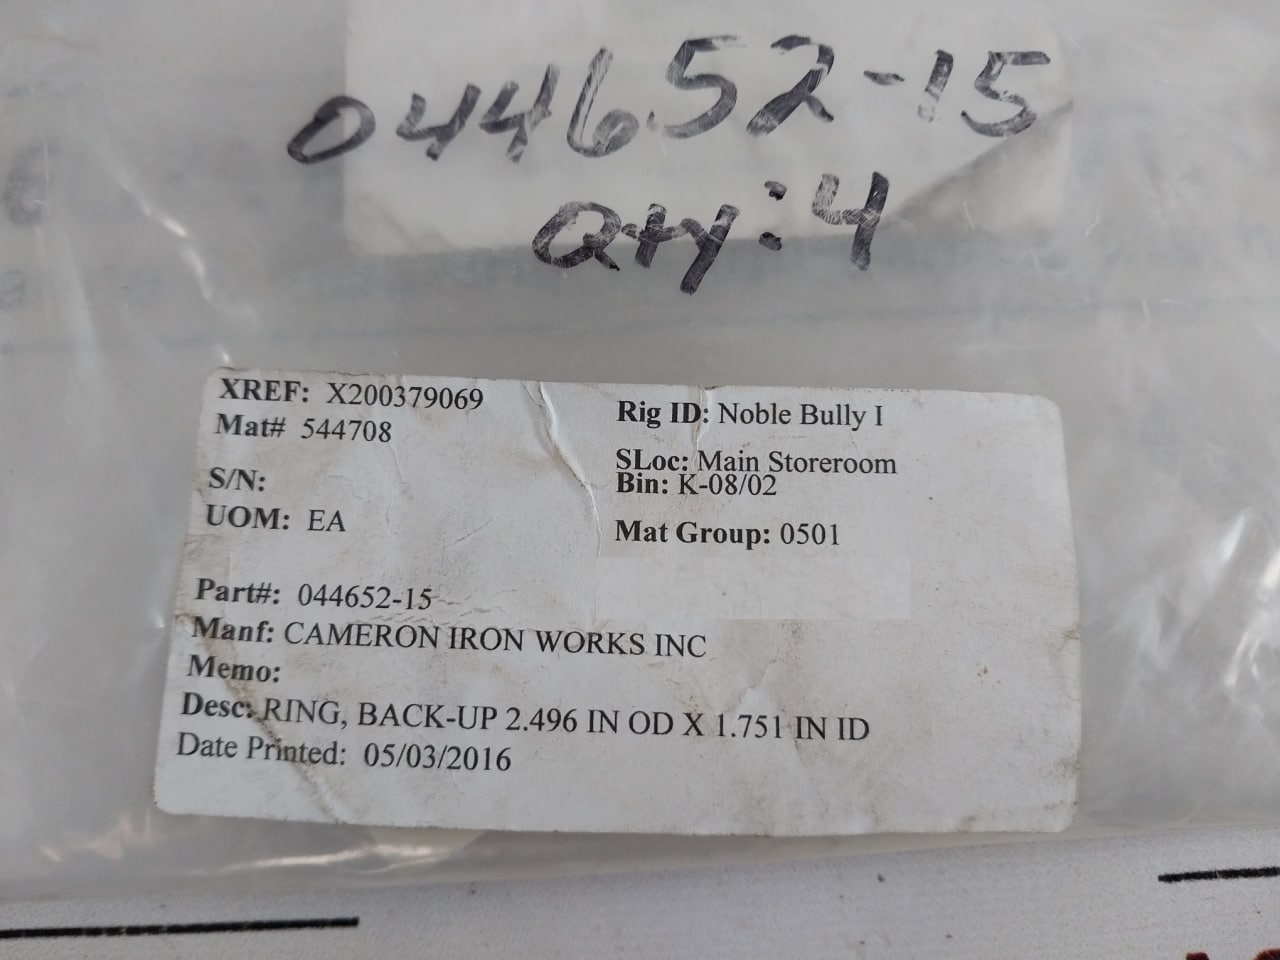 044652-15
Qty: 4
XREF: X200379069
Mat# 544708
S/N:
UOM: EA
Rig ID: Noble Bully I
SLoc: Main Storeroom
Bin: K-08/02
Mat Group: 0501
Part#: 044652-15
Manf: CAMERON IRON WORKS INC
Memo:
Desc: RING, BACK-UP 2.496 IN OD X 1.751 IN ID
Date Printed: 05/03/2016